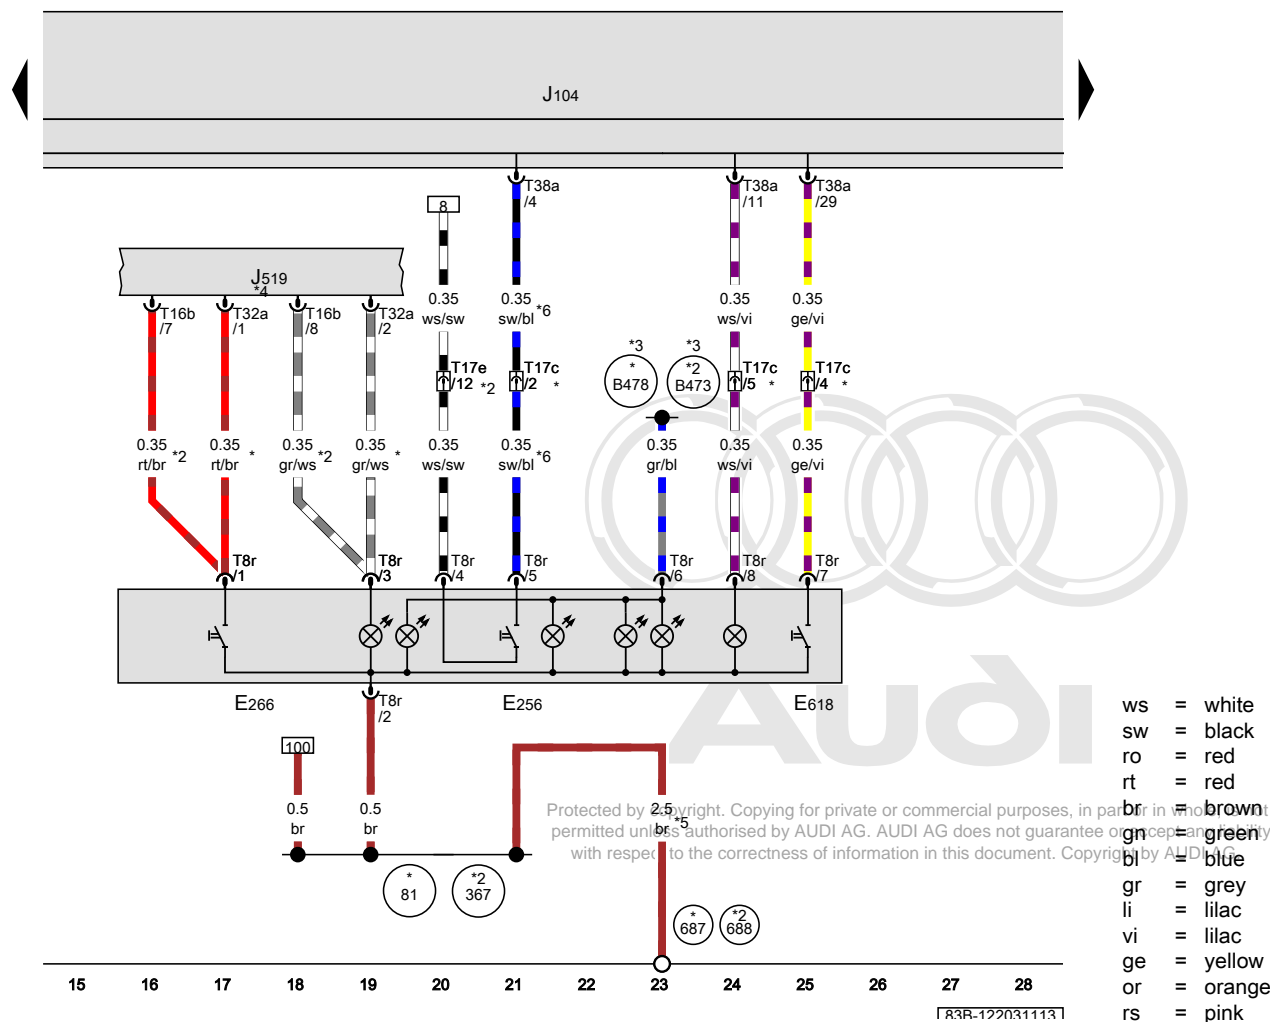 J104
T38a
/4
T38a
/11
T38a
/29
8
J519
*4
T16b
/7
T32a
/1
T16b
/8
T32a
/2
0.35
ws/sw
0.35
sw/bl
*6
0.35
ws/vi
0.35
ge/vi
*3
*
B478
*3
*2
B473
T17e
/12
*2
T17c
/2
*
T17c
/5
*
T17c
/4
*
0.35
rt/br
*2
0.35
rt/br
*
0.35
gr/ws
*2
0.35
gr/ws
*
0.35
ws/sw
0.35
sw/bl
*6
0.35
gr/bl
0.35
ws/vi
0.35
ge/vi
T8r
/1
T8r
/3
T8r
/4
T8r
/5
T8r
/6
T8r
/8
T8r
/7
E266
E256
E618
T8r
/2
Audi
100
0.5
br
0.5
br
2.5
br
*5
Protected by copyright. Copying for private or commercial purposes, in part or in whole, is not
permitted unless authorised by AUDI AG. AUDI AG does not guarantee or accept any liability
with respect to the correctness of information in this document. Copyright by AUDI AG.
*
81
*2
367
*
687
*2
688
15 16 17 18 19 20 21 22 23 24 25 26 27 28
83B-122031113
ws = white
sw = black
ro = red
rt = red
br = brown
gn = green
bl = blue
gr = grey
li = lilac
vi = lilac
ge = yellow
or = orange
rs = pink